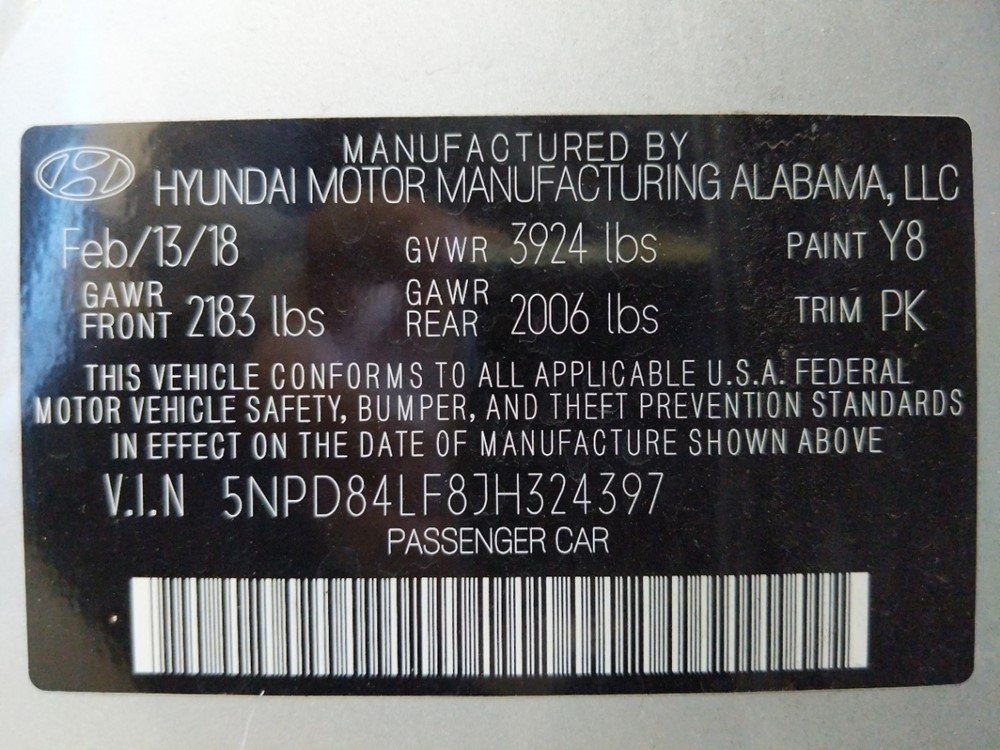 MANUFACTURED BY
HYUNDAI MOTOR MANUFACTURING ALABAMA, LLC
Feb/13/18 GVWR 3924 lbs PAINT Y8
GAWR FRONT 2183 lbs GAWR REAR 2006 lbs TRIM PK
THIS VEHICLE CONFORMS TO ALL APPLICABLE U.S.A. FEDERAL
MOTOR VEHICLE SAFETY, BUMPER, AND THEFT PREVENTION STANDARDS
IN EFFECT ON THE DATE OF MANUFACTURE SHOWN ABOVE
V.I.N 5NPD84LF8JH324397
PASSENGER CAR